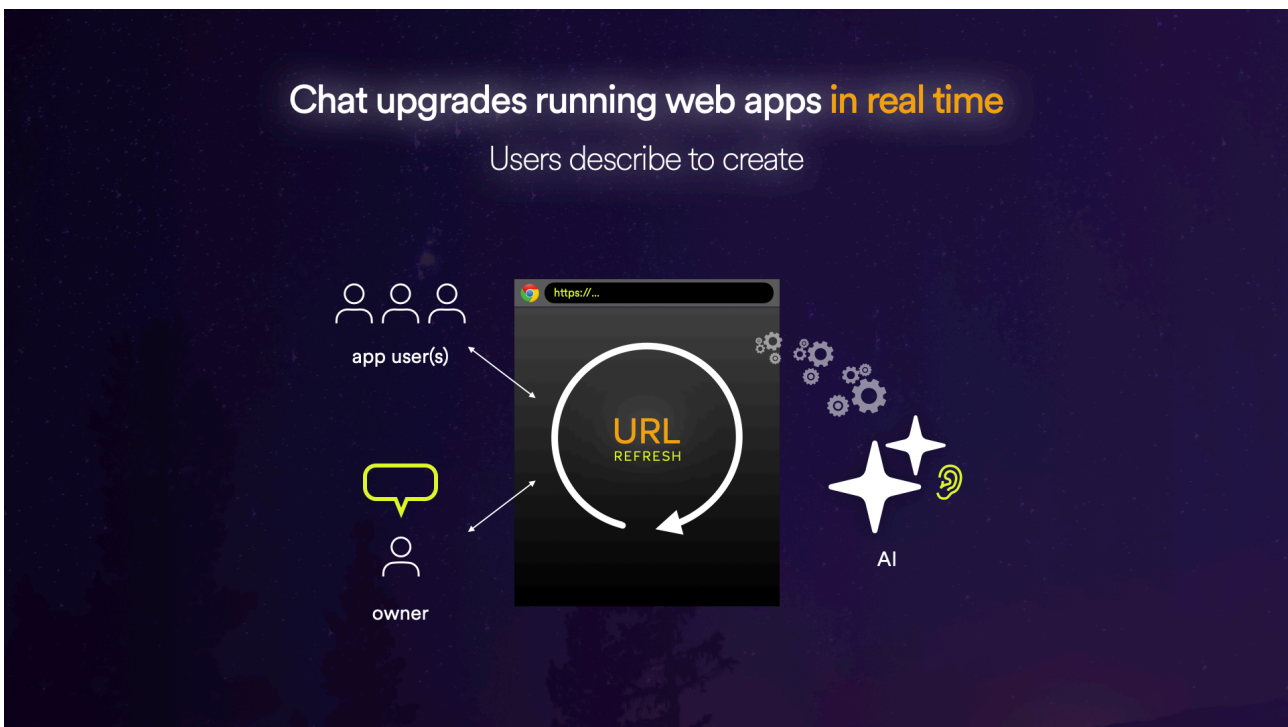 Chat upgrades running web apps in real time
Users describe to create
https://...
app user(s)
URL
REFRESH
AI
owner